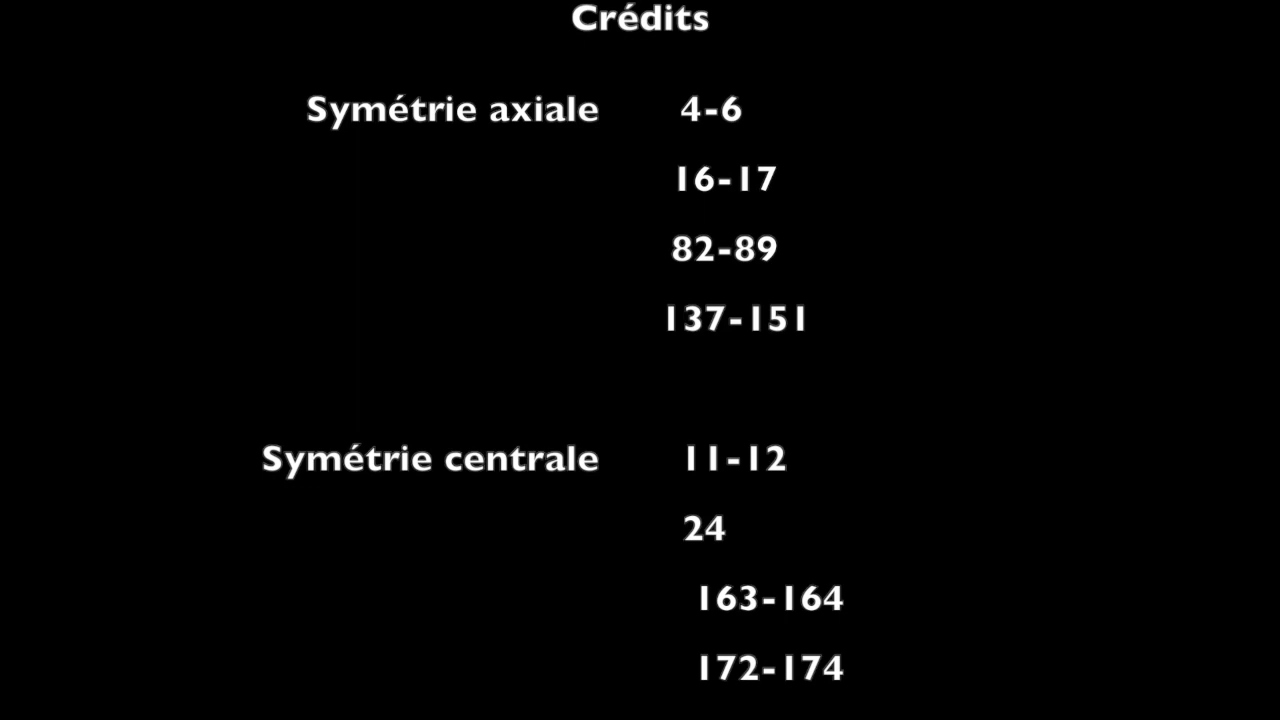 Crédits
Symétrie axiale 4-6
16-17
82-89
137-151
Symétrie centrale 11-12
24
163-164
172-174